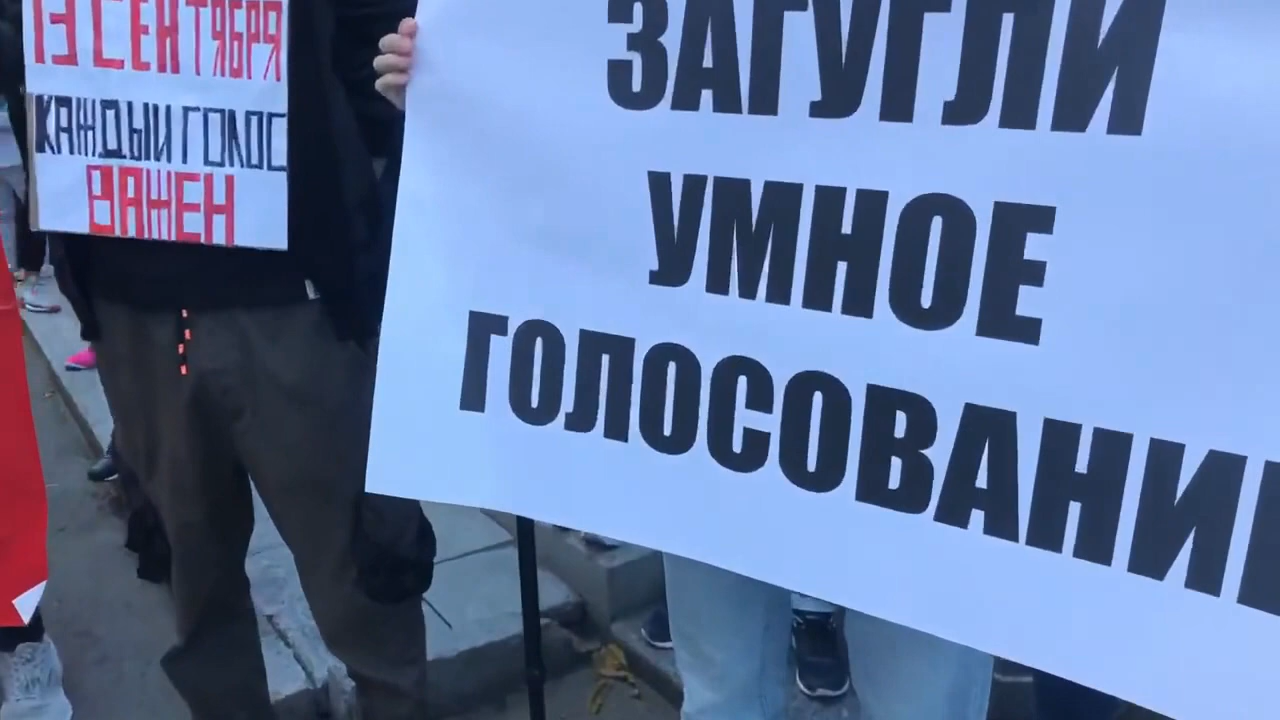 13 СЕНТЯБРЯ
КАЖДЫЙ ГОЛОС
ВАЖЕН
ЗАГУГЛИ
УМНОЕ
ГОЛОСОВАНИ